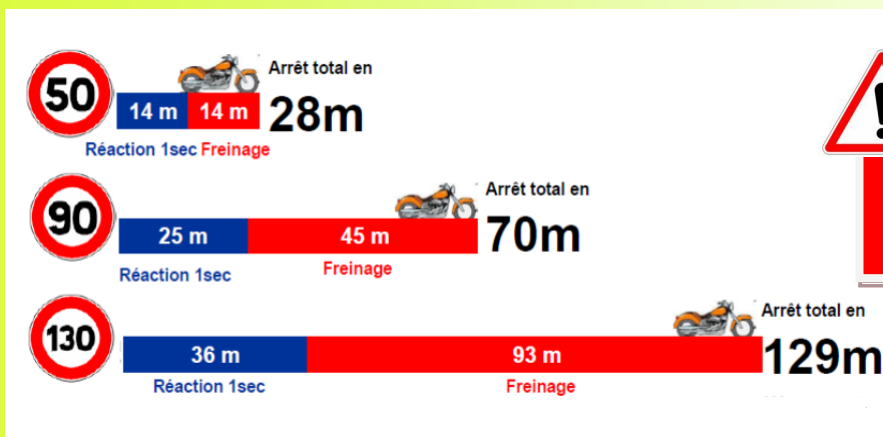 50
14 m 14 m
Arrêt total en
28m
Réaction 1sec Freinage
90
25 m 45 m
Arrêt total en
70m
Réaction 1sec Freinage
130
36 m 93 m
Arrêt total en
129m
Réaction 1sec Freinage
!